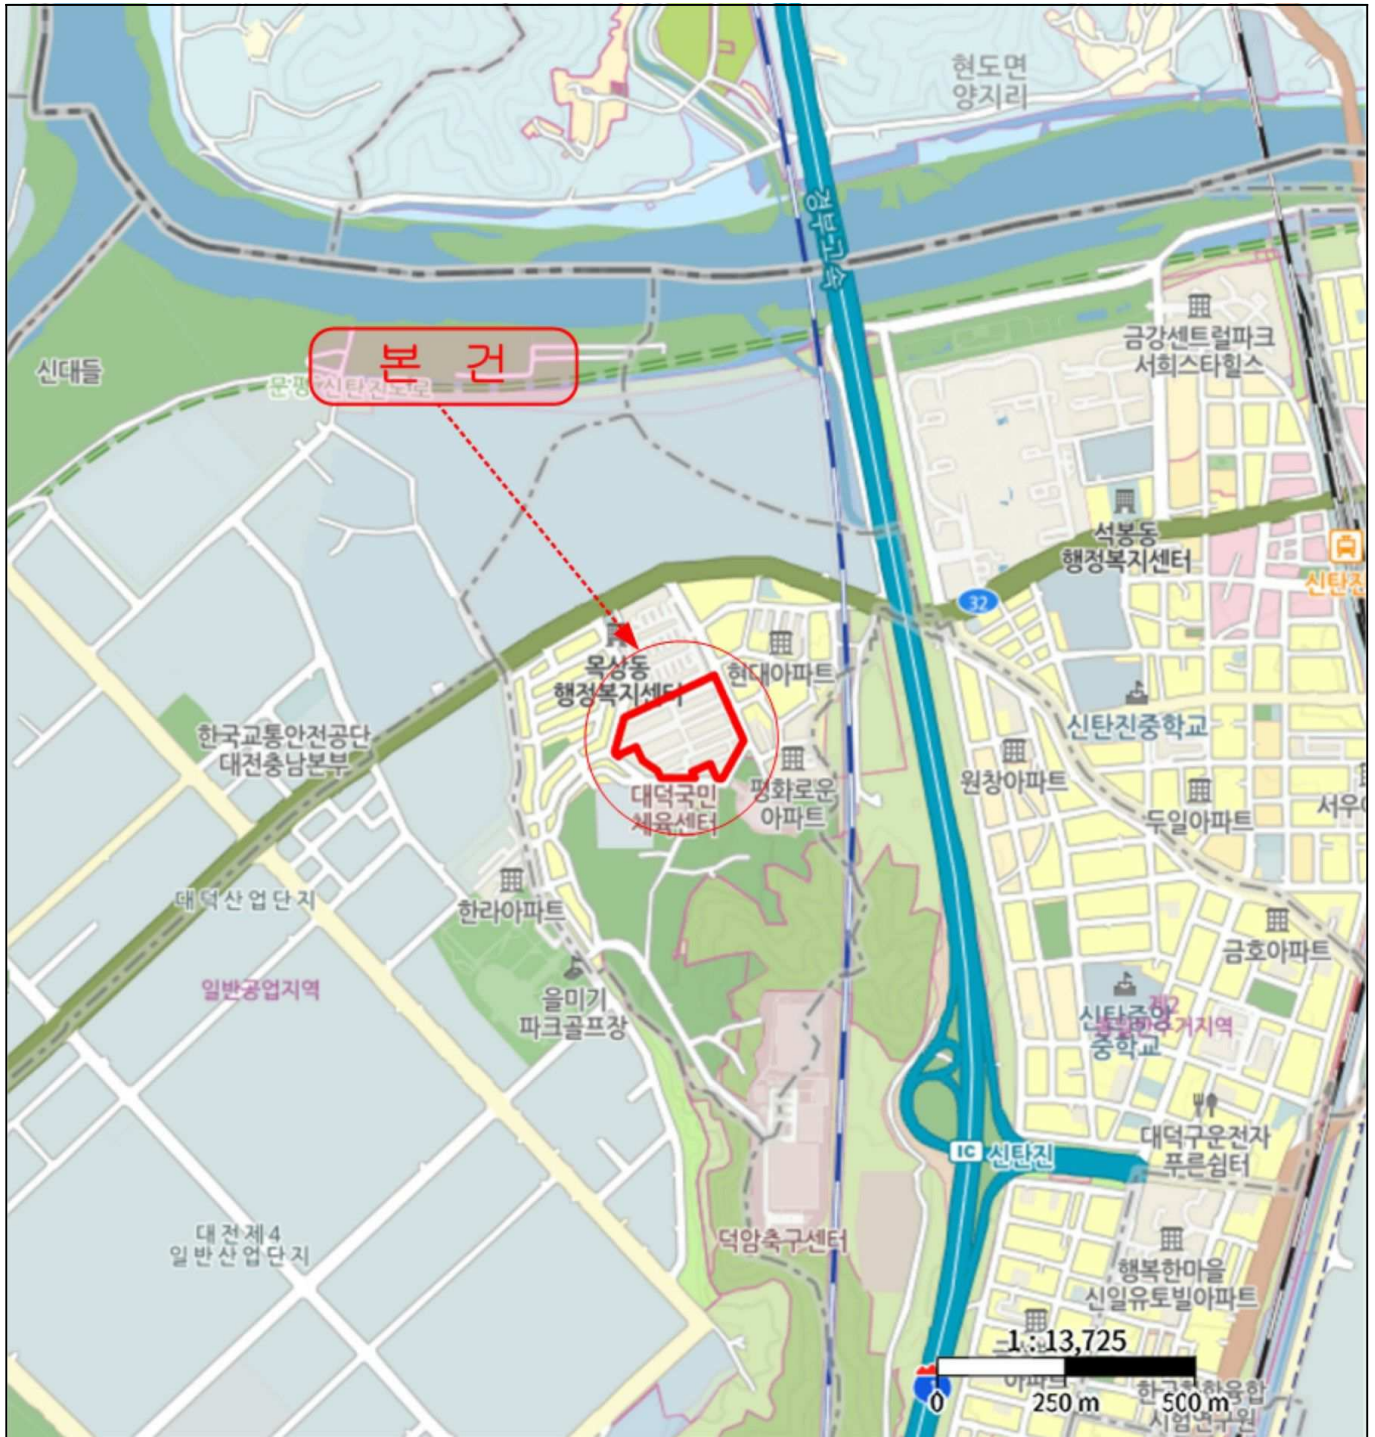 현도면
양지리
경부고속
금강센트럴파크
서희스타힐스
본 건
신대들
석봉동
행정복지센터
32
목상동
행정복지센터
현대아파트
한국교통안전공단
대전충남본부
신탄진중학교
원창아파트
대덕국민
체육센터
평화로운
아파트
두일아파트
대덕산업단지
한라아파트
금호아파트
일반공업지역
을미기
파크골프장
신탄중앙
중학교
대덕구운전자
푸른쉼터
IC 신탄진
대전제4
일반산업단지
덕암축구센터
행복한마을
신일유토빌아파트
1 : 13,725
아파트
0 250 m 500 m